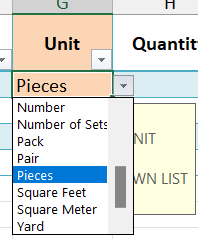 G H
Unit Quantit
Pieces
Number
Number of Sets
Pack
Pair
Pieces
Square Feet
Square Meter
Yard
NIT
WN LIST